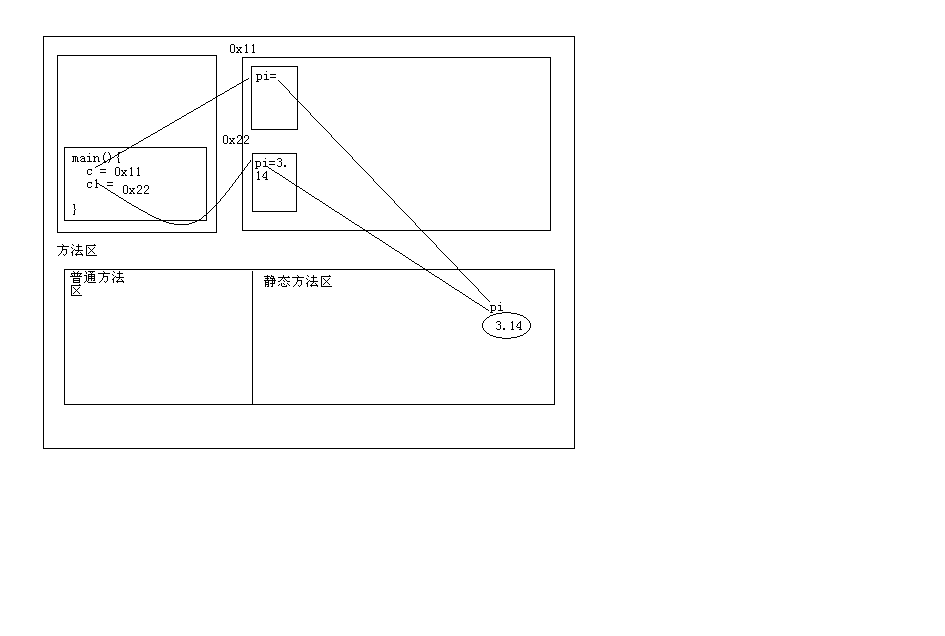 0x11
pi=
0x22
main(){
c = 0x11
c1 = 0x22
}
pi=3.
14
方法区
普通方法
区
静态方法区
pi
3.14